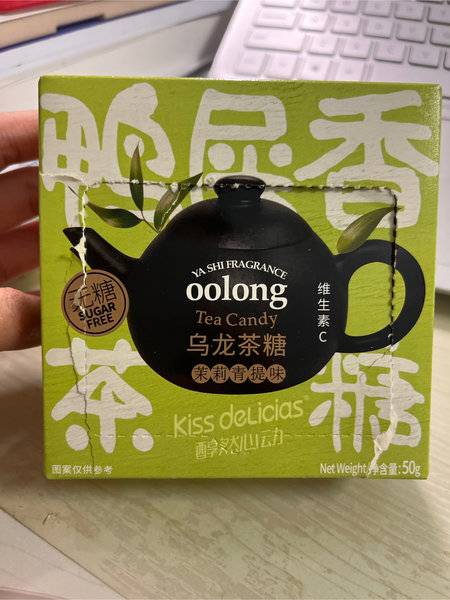 鸭屎香
YA SHI FRAGRANCE
oolong
Tea Candy
乌龙茶糖
茉莉青提味
维生素C
无糖
SUGAR
FREE
茶糖
Kiss deLicias®
醇然心动
图案仅供参考
Net Weight/净含量:50g